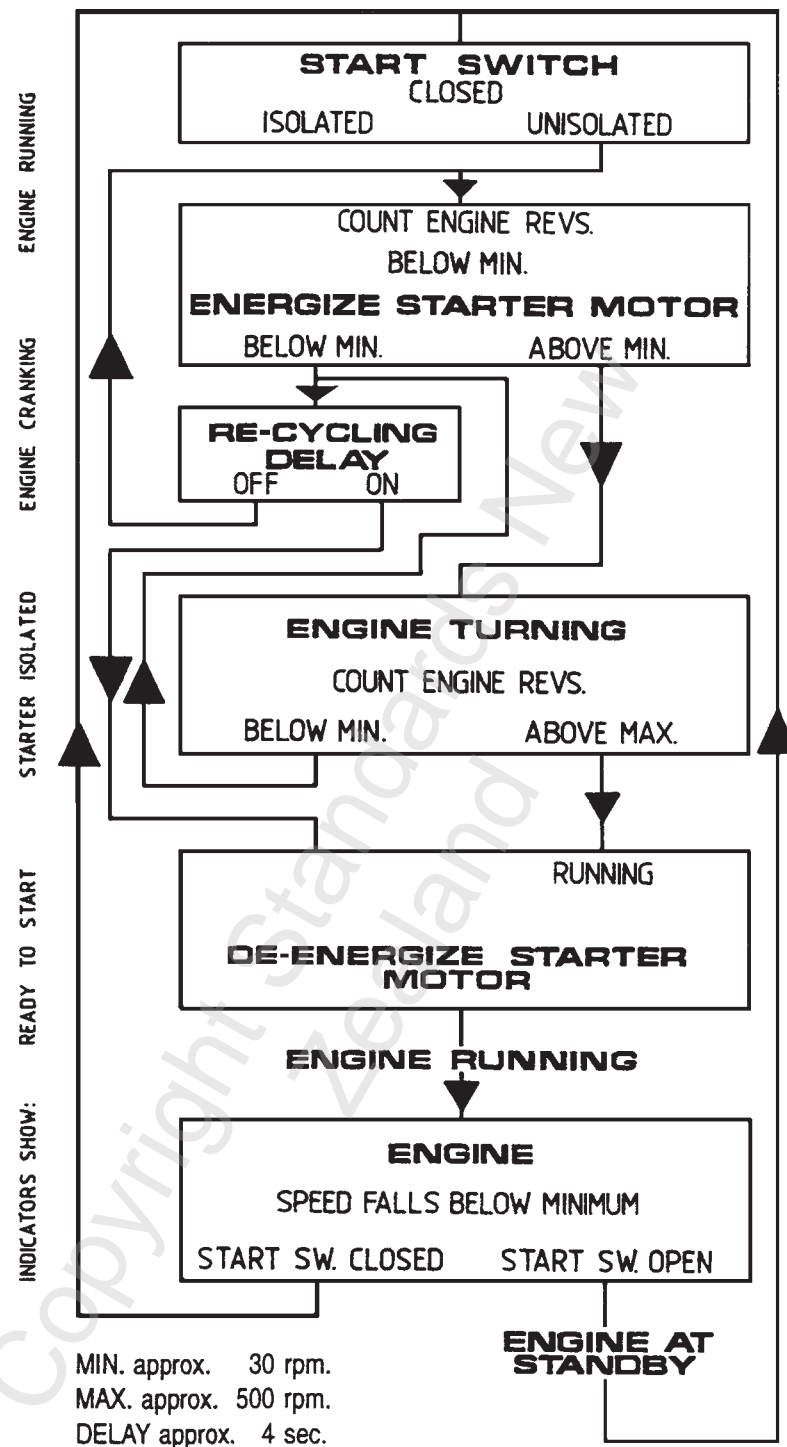 START SWITCH
CLOSED
ISOLATED UNISOLATED
COUNT ENGINE REVS.
BELOW MIN.
ENERGIZE STARTER MOTOR
BELOW MIN. ABOVE MIN.
RE-CYCLING
DELAY
OFF ON
ENGINE TURNING
COUNT ENGINE REVS.
BELOW MIN. ABOVE MAX.
RUNNING
DE-ENERGIZE STARTER
MOTOR
ENGINE RUNNING
ENGINE
SPEED FALLS BELOW MINIMUM
START SW. CLOSED START SW. OPEN
ENGINE AT
STANDBY
INDICATORS SHOW: READY TO START STARTER ISOLATED ENGINE CRANKING ENGINE RUNNING
MIN. approx. 30 rpm.
MAX. approx. 500 rpm.
DELAY approx. 4 sec.
Copyright Standards New
Zealand